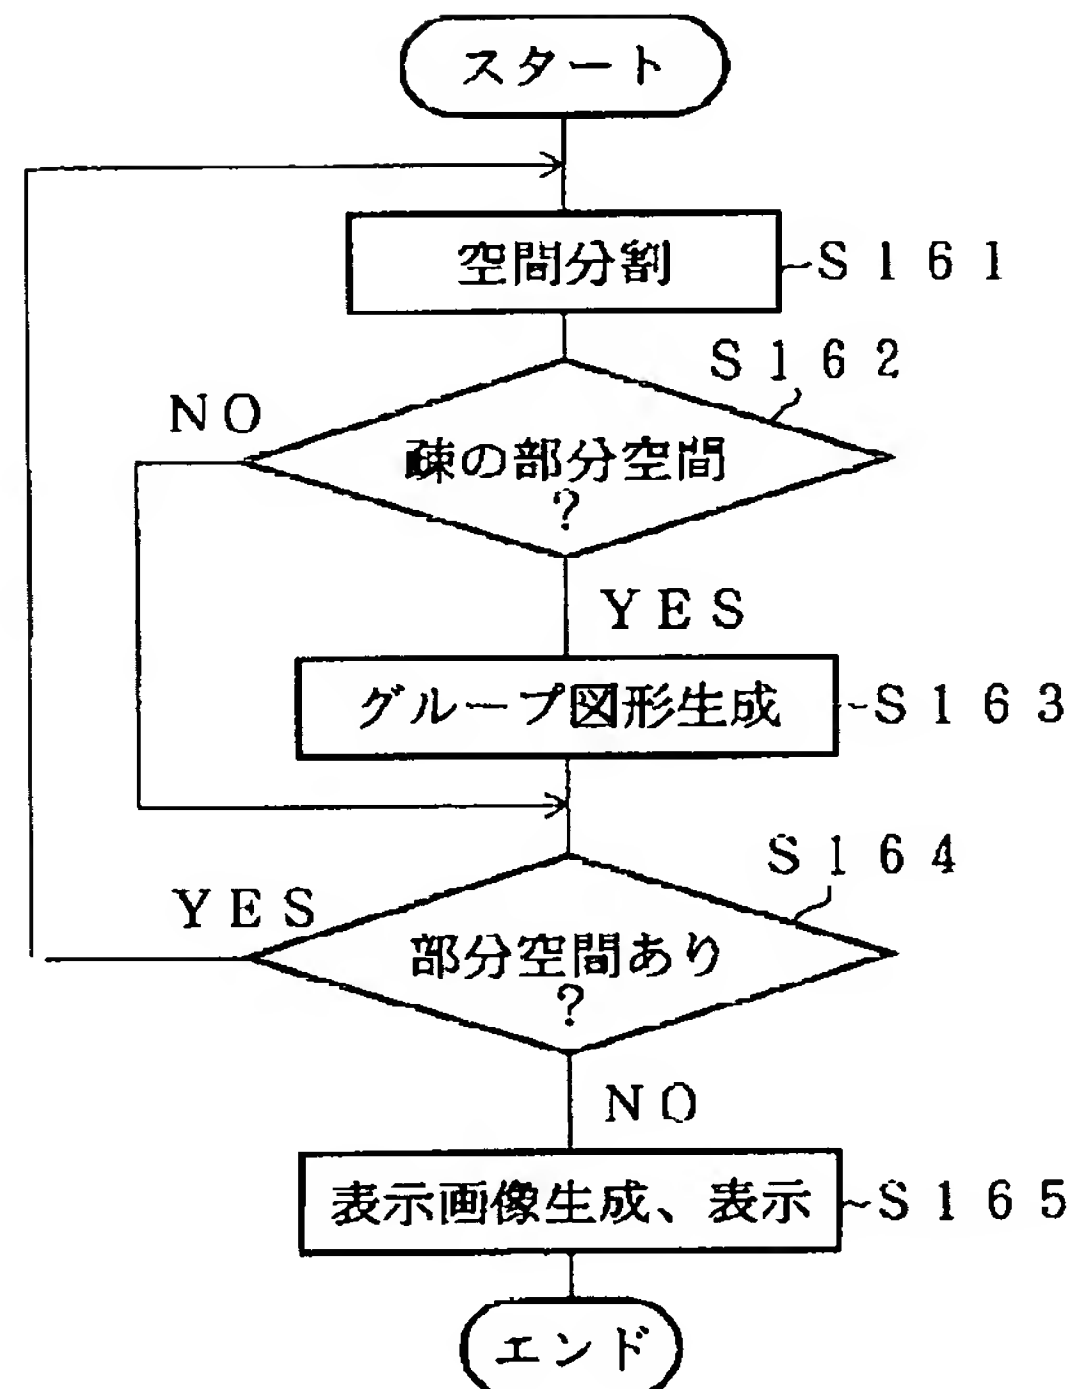 スタート
空間分割
S161
S162
NO
疎の部分空間
?
YES
グループ図形生成
S163
S164
YES
部分空間あり
?
NO
表示画像生成、表示
S165
エンド